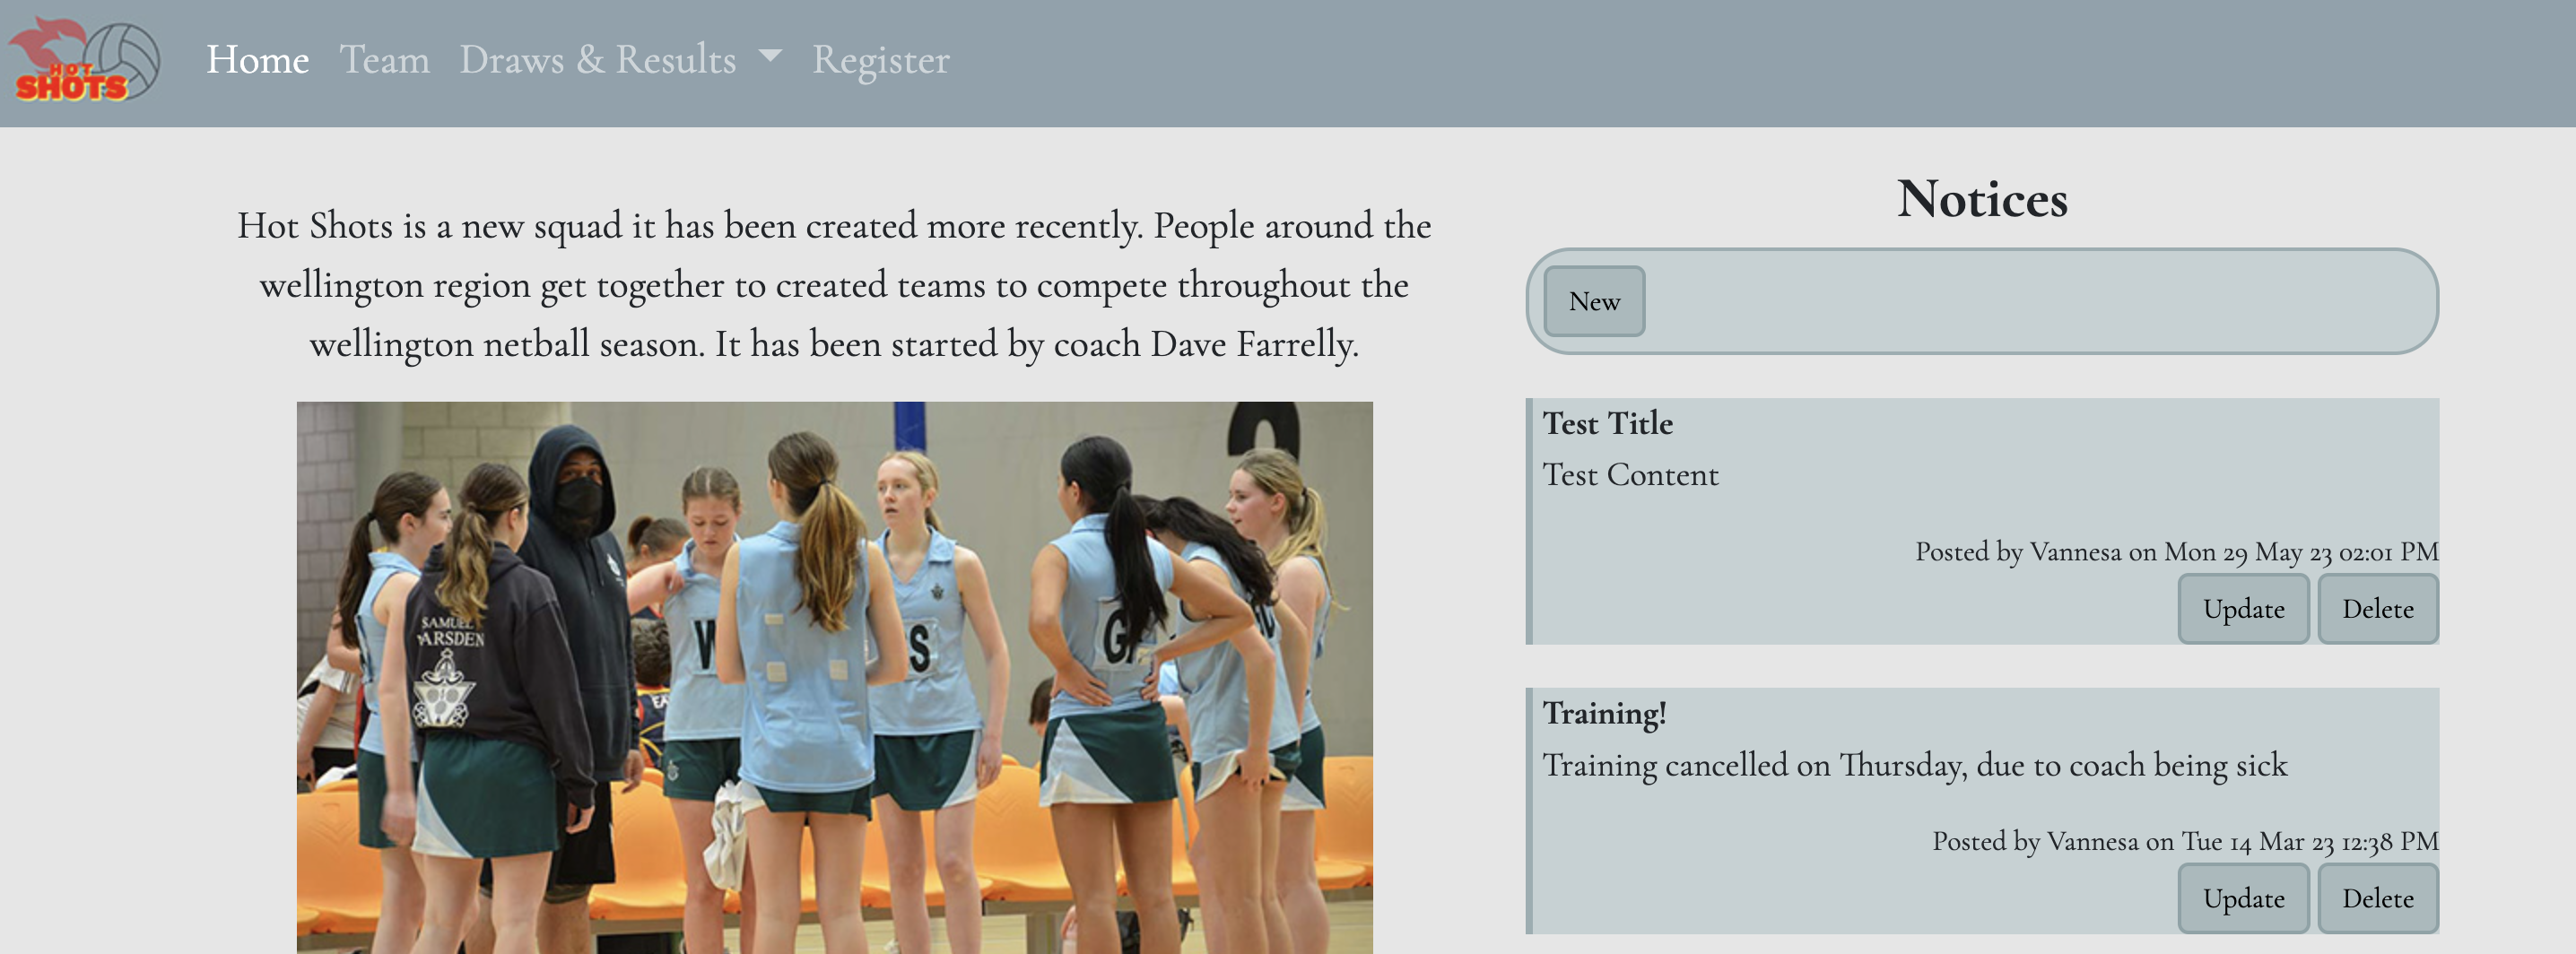 HOT
SHOTS
Home Team Draws & Results Register
Hot Shots is a new squad it has been created more recently. People around the
wellington region get together to created teams to compete throughout the
wellington netball season. It has been started by coach Dave Farrelly.
SAMUEL
ARSDEN
W
S
G
Notices
New
Test Title
Test Content
Posted by Vannesa on Mon 29 May 23 02:01 PM
Update Delete
Training!
Training cancelled on Thursday, due to coach being sick
Posted by Vannesa on Tue 14 Mar 23 12:38 PM
Update Delete